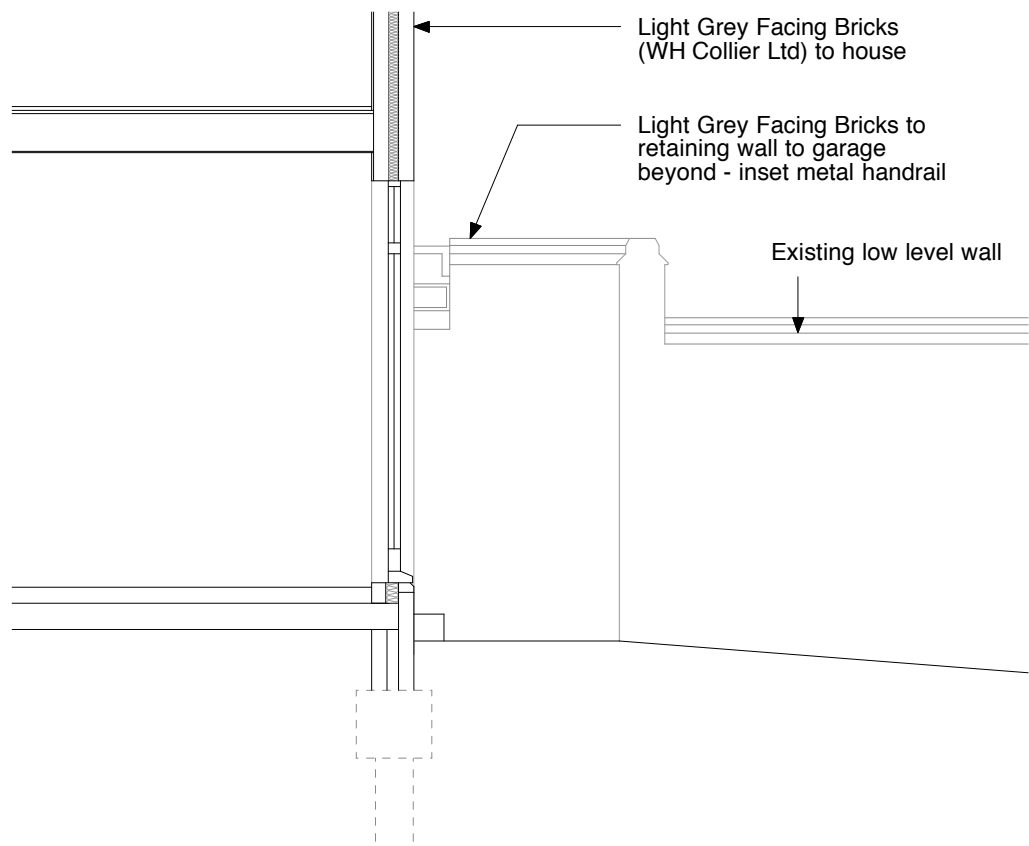 Light Grey Facing Bricks
(WH Collier Ltd) to house
Light Grey Facing Bricks to
retaining wall to garage
beyond - inset metal handrail
Existing low level wall